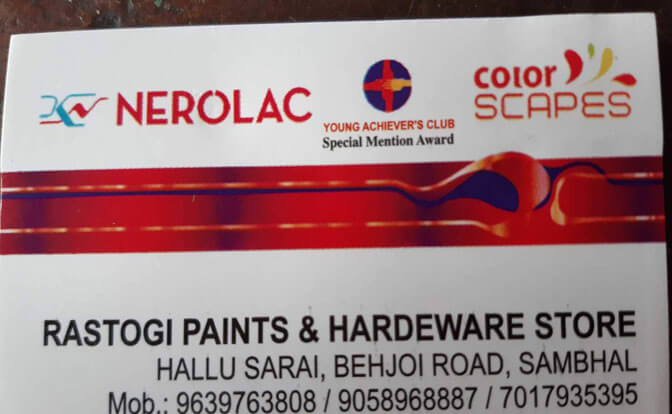 NEROLAC
YOUNG ACHIEVER'S CLUB
Special Mention Award
color
SCAPES
RASTOGI PAINTS & HARDEWARE STORE
HALLU SARAI, BEHJOI ROAD, SAMBHAL
Mob.: 9639763808 / 9058968887 / 7017935395